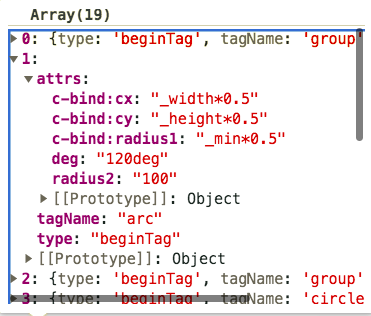 Array(19)
0: {type: 'beginTag', tagName: 'group'
1:
attrs:
c-bind:cx: "_width*0.5"
c-bind:cy: "_height*0.5"
c-bind:radius1: "_min*0.5"
deg: "120deg"
radius2: "100"
[[Prototype]]: Object
tagName: "arc"
type: "beginTag"
[[Prototype]]: Object
2: {type: 'beginTag', tagName: 'group'
3: {type: 'beginTag', tagName: 'circle